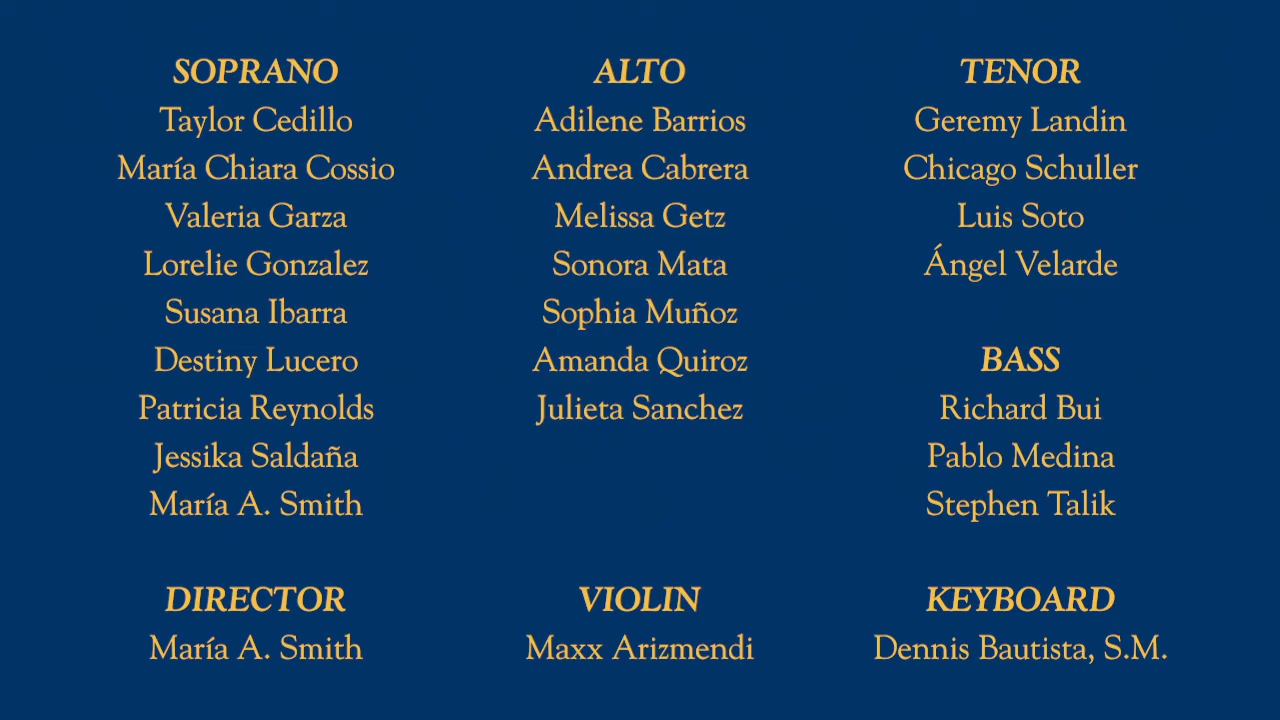 SOPRANO
Taylor Cedillo
María Chiara Cossio
Valeria Garza
Lorelie Gonzalez
Susana Ibarra
Destiny Lucero
Patricia Reynolds
Jessika Saldaña
María A. Smith
ALTO
Adilene Barrios
Andrea Cabrera
Melissa Getz
Sonora Mata
Sophia Muñoz
Amanda Quiroz
Julieta Sanchez
TENOR
Geremy Landin
Chicago Schuller
Luis Soto
Ángel Velarde
BASS
Richard Bui
Pablo Medina
Stephen Talik
DIRECTOR
María A. Smith
VIOLIN
Maxx Arizmendi
KEYBOARD
Dennis Bautista, S.M.